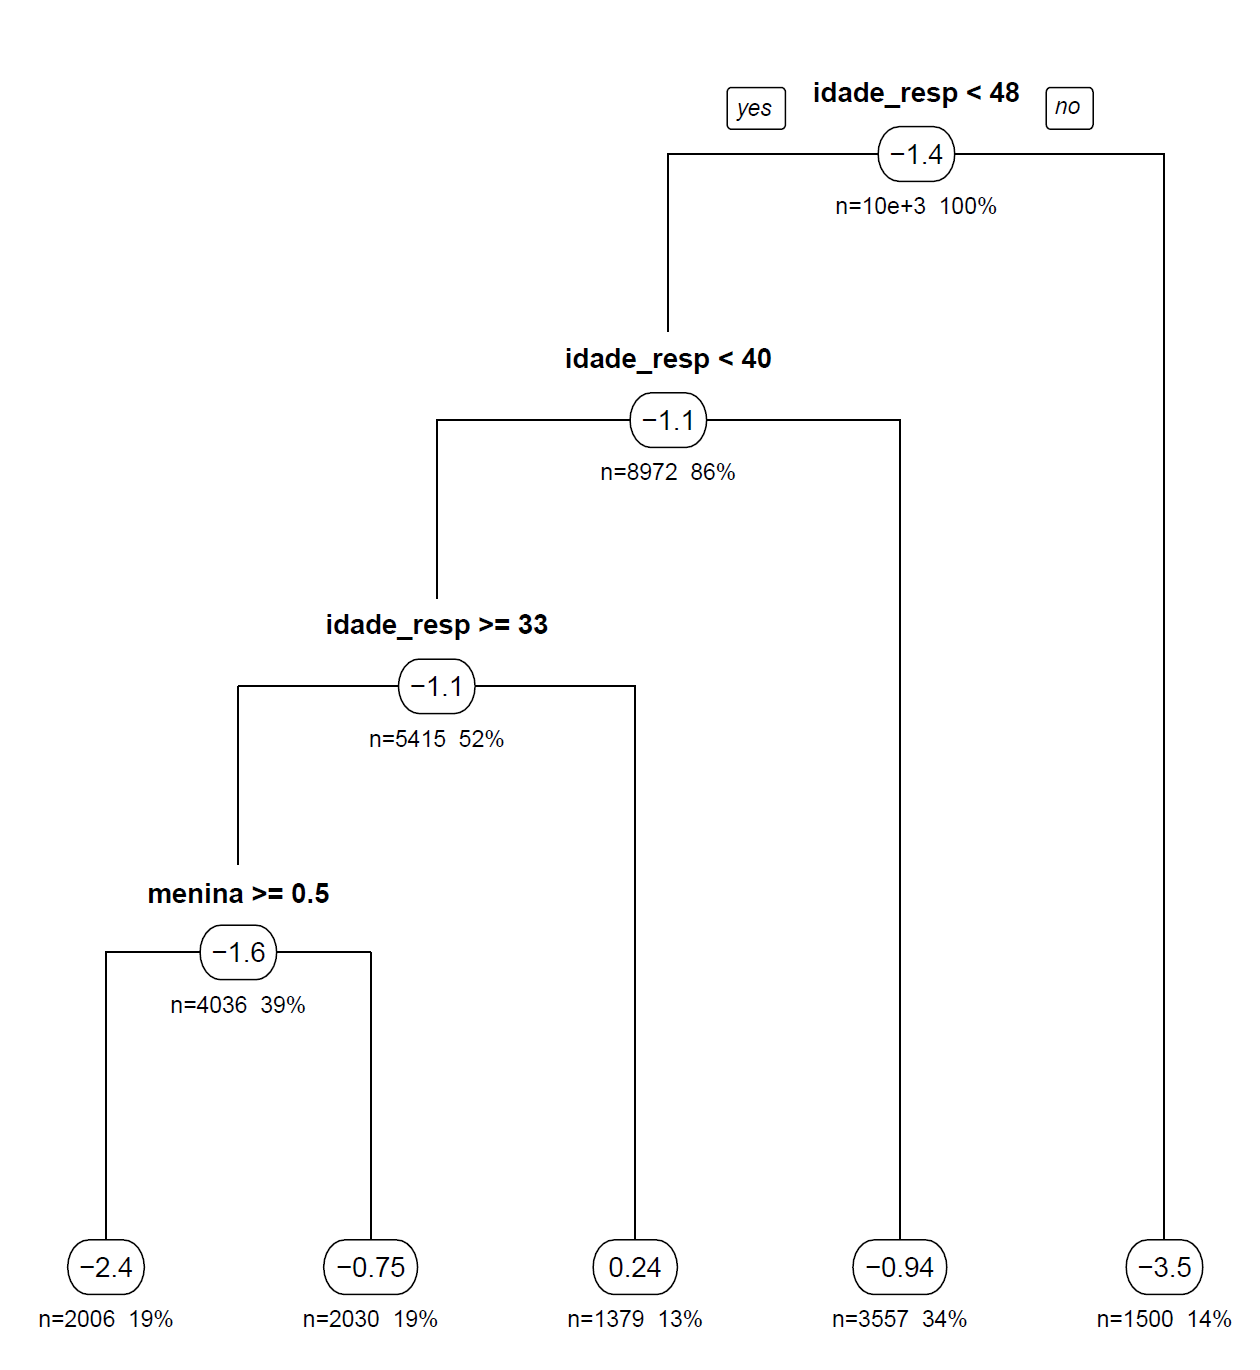 yes
idade_resp < 48
no
−1.4
n=10e+3 100%
idade_resp < 40
−1.1
n=8972 86%
idade_resp >= 33
−1.1
n=5415 52%
menina >= 0.5
−1.6
n=4036 39%
−2.4
n=2006 19%
−0.75
n=2030 19%
0.24
n=1379 13%
−0.94
n=3557 34%
−3.5
n=1500 14%